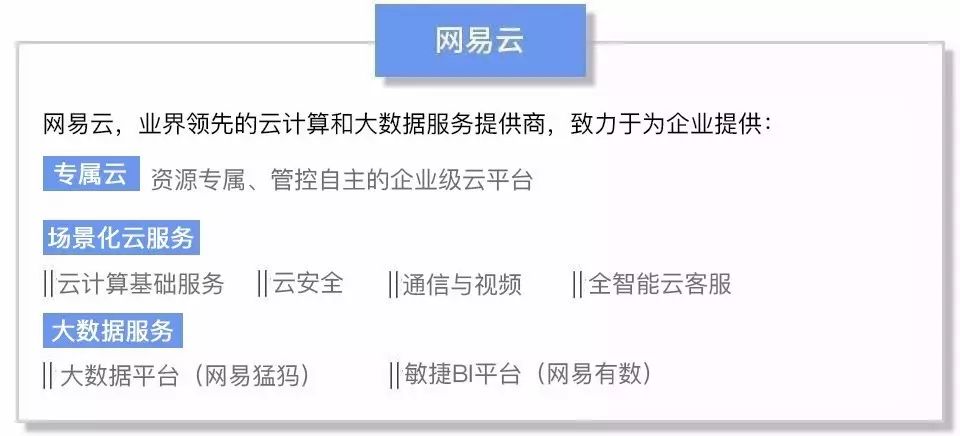 网易云
网易云，业界领先的云计算和大数据服务提供商，致力于为企业提供：
专属云 资源专属、管控自主的企业级云平台
场景化云服务
||云计算基础服务 ||云安全 ||通信与视频 ||全智能云客服
大数据服务
||大数据平台（网易猛犸） ||敏捷BI平台（网易有数）